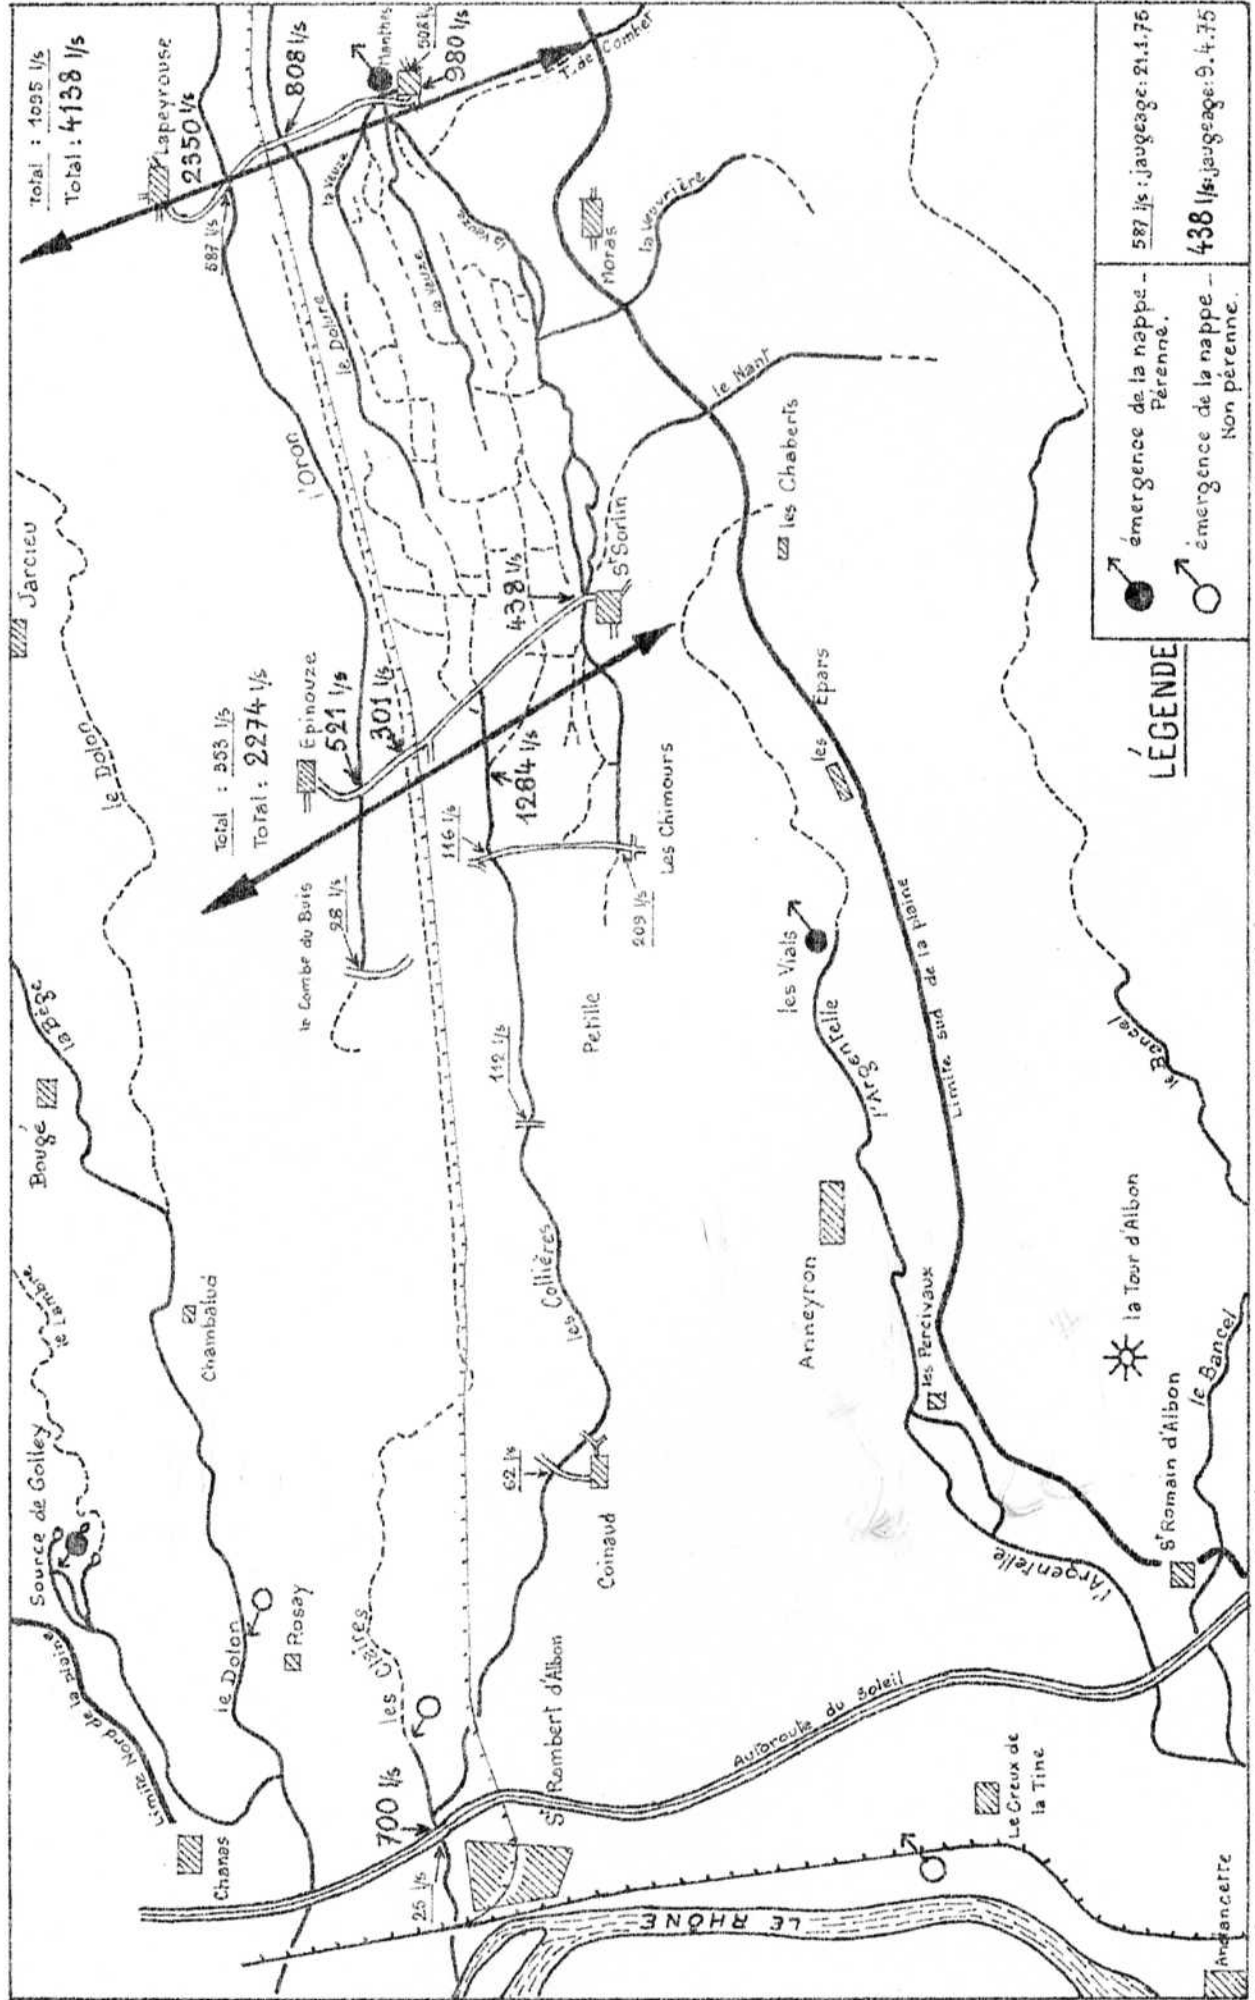 Source de Golley
le Lambre
Bougé
la Bège
Jarcieu
Total : 1095 l/s
Total : 4138 l/s
Limite Nord de la plaine
Chanas
le Dolon
Rosay
Chambalud
le Dolon
Total : 353 l/s
Total : 2274 l/s
Lapeyrouse
2350 l/s
587 l/s
808 l/s
Manthes
508 l/s
980 l/s
T. de Combet
Combe du Buis
98 l/s
Epinouze
521 l/s
301 l/s
l'Oron
le Dolure
la Veuze
la Veuze
la Veuze
700 l/s
25 l/s
les Claires
St Rambert d'Albon
62 l/s
Coinaud
les Collières
112 l/s
Petille
116 l/s
1284 l/s
209 l/s
Les Chimours
438 l/s
St Sorlin
le Nant
Moras
la Veuvrière
les Chaberts
les Epars
les Vials
l'Argentelle
Anneyron
les Percivaux
Limite sud de la plaine
l'Argentelle
Autoroute du Soleil
LE RHÔNE
Le Creux de
la Tine
Andancette
St Romain d'Albon
la Tour d'Albon
le Bancel
le Bancel
LÉGENDE
émergence de la nappe -
Pérenne.
émergence de la nappe -
Non pérenne.
587 l/s : jaugeage : 21.1.75
438 l/s : jaugeage : 9.4.75